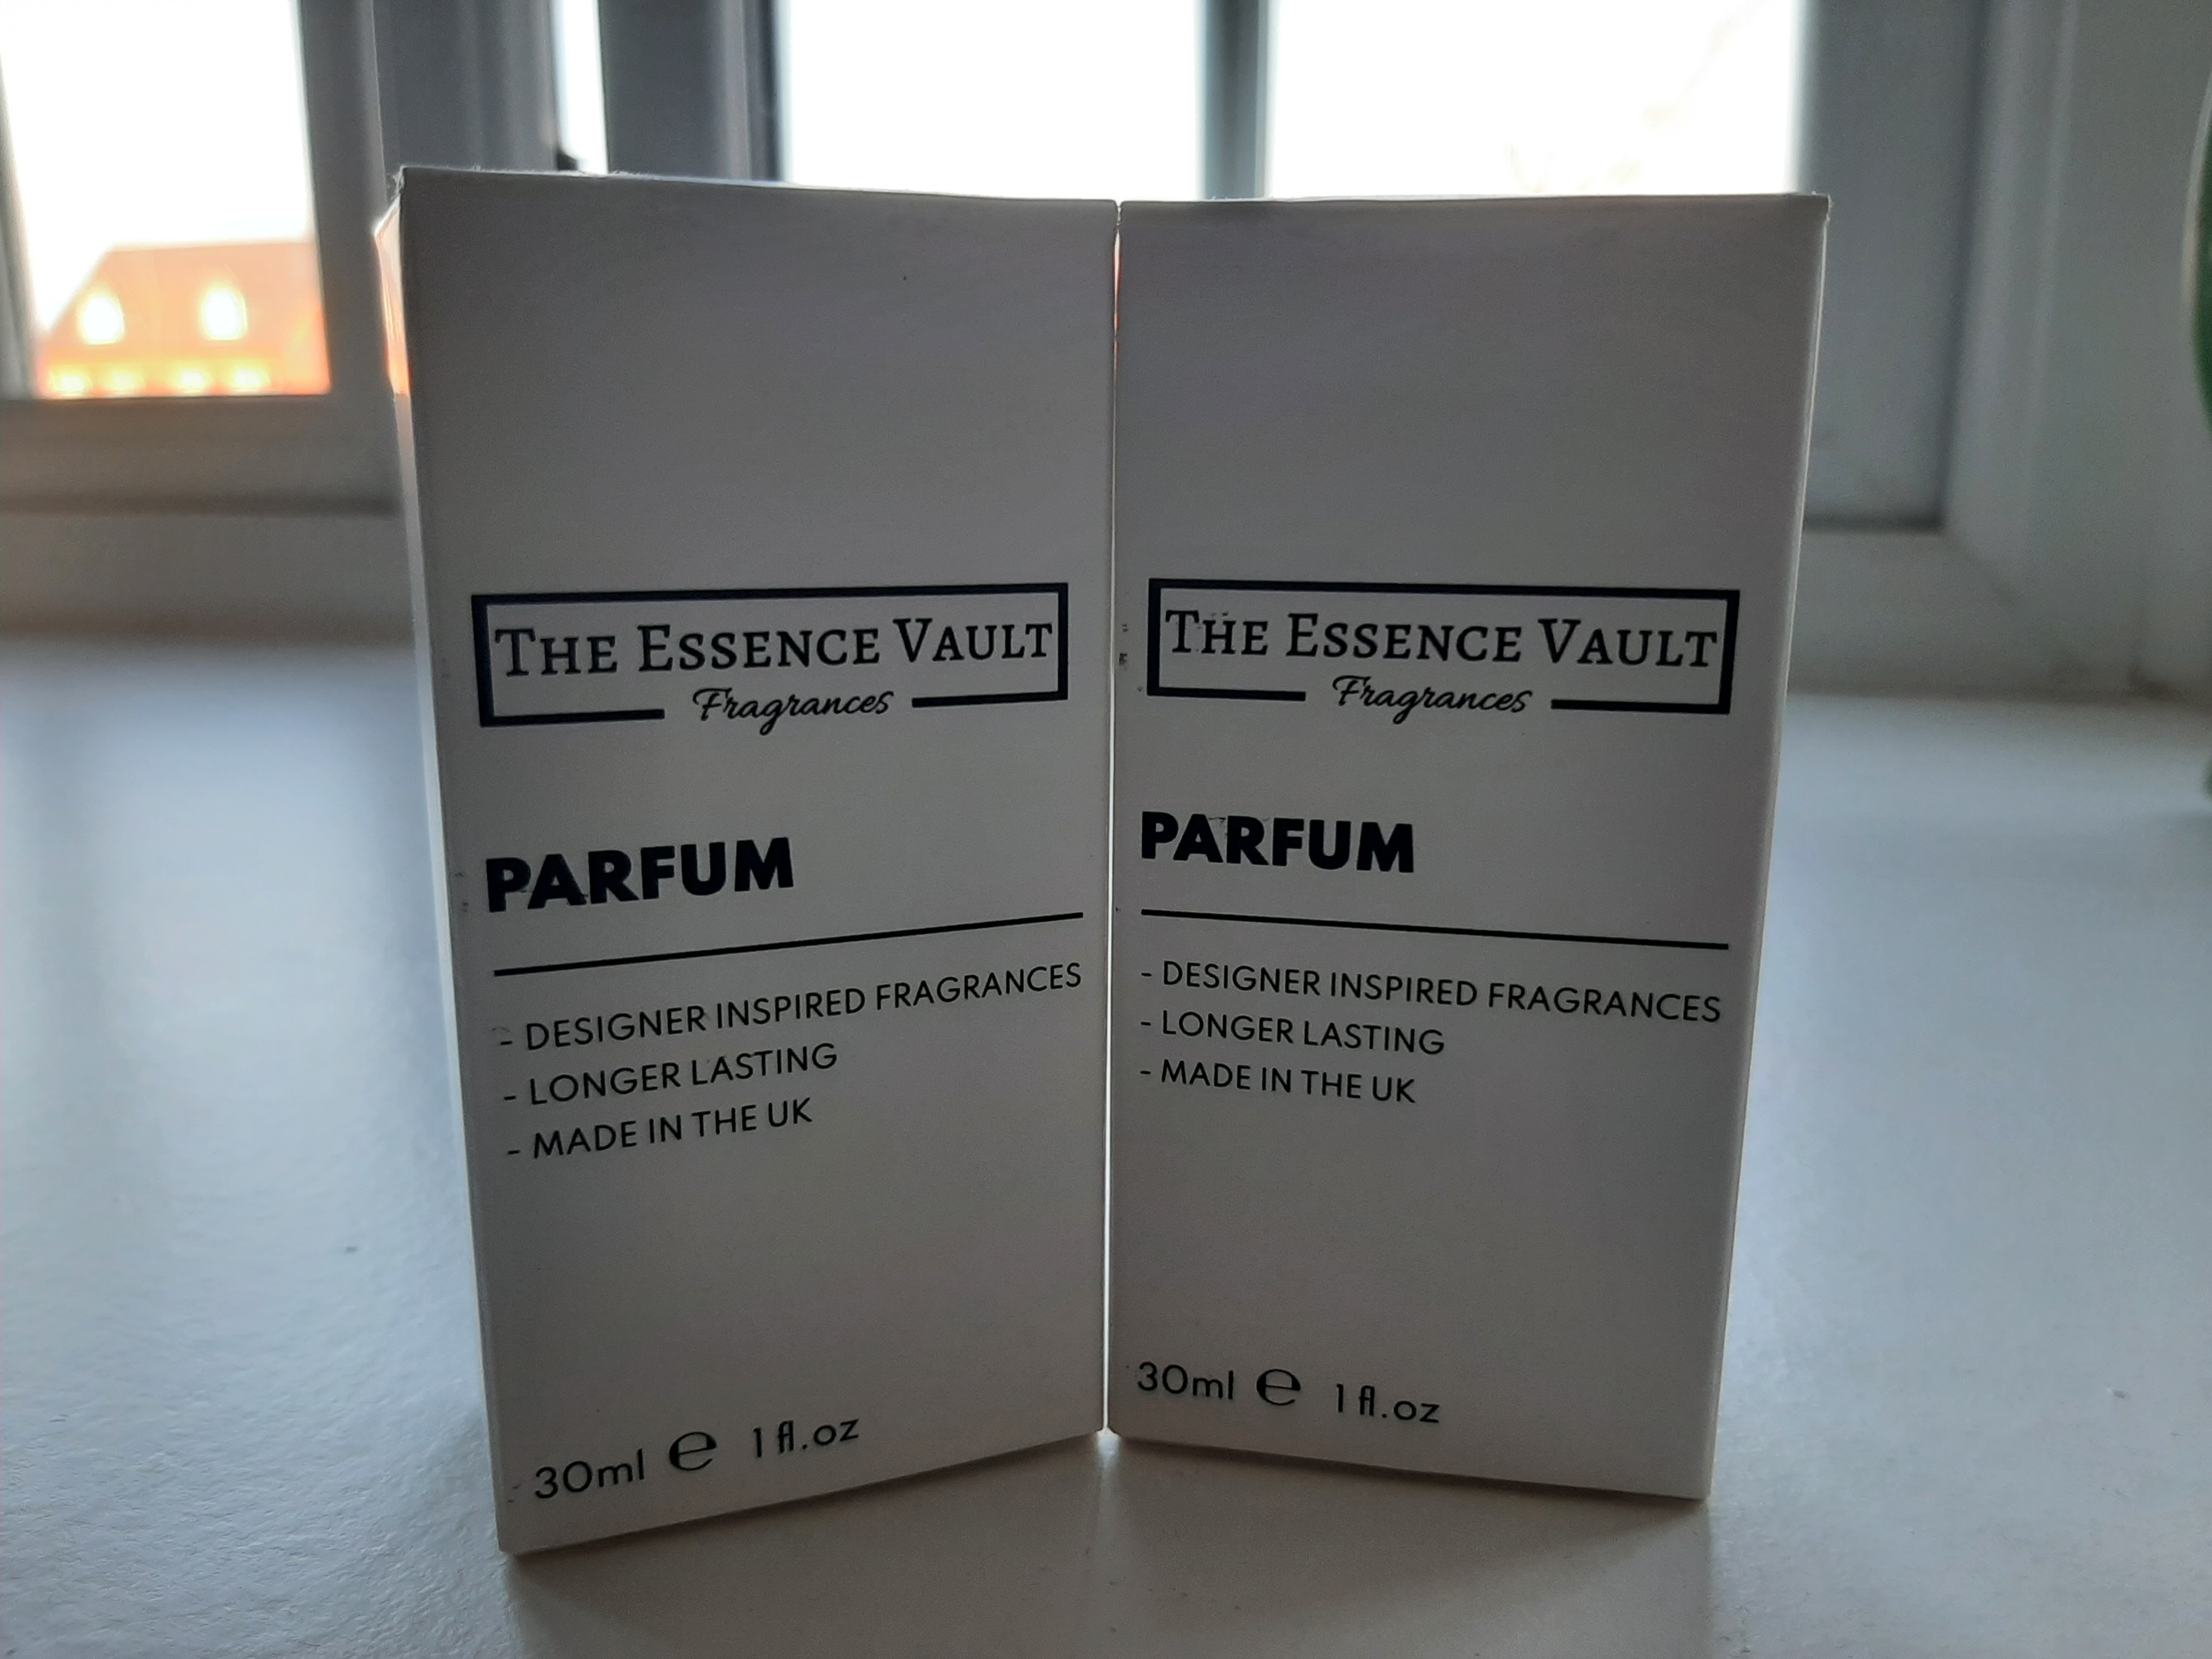 THE ESSENCE VAULT
Fragrances
PARFUM
- DESIGNER INSPIRED FRAGRANCES
- LONGER LASTING
- MADE IN THE UK
30ml ℮ 1 fl.oz
THE ESSENCE VAULT
Fragrances
PARFUM
- DESIGNER INSPIRED FRAGRANCES
- LONGER LASTING
- MADE IN THE UK
30ml ℮ 1 fl.oz